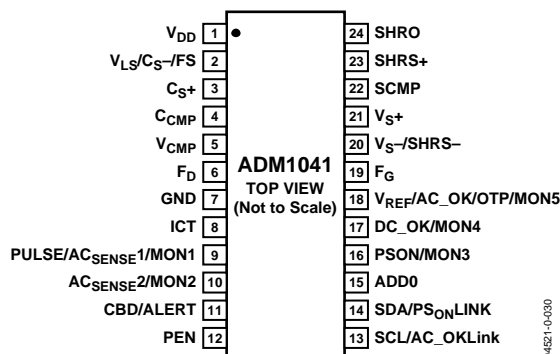 VDD 1 24 SHRO
VLS/CS–/FS 2 23 SHRS+
CS+ 3 22 SCMP
CCMP 4 21 VS+
VCMP 5 20 VS–/SHRS–
FD 6 ADM1041 19 FG
TOP VIEW
GND 7 (Not to Scale) 18 VREF/AC_OK/OTP/MON5
ICT 8 17 DC_OK/MON4
PULSE/ACSENSE1/MON1 9 16 PSON/MON3
ACSENSE2/MON2 10 15 ADD0
CBD/ALERT 11 14 SDA/PSONLINK
PEN 12 13 SCL/AC_OKLink
04521-0-030